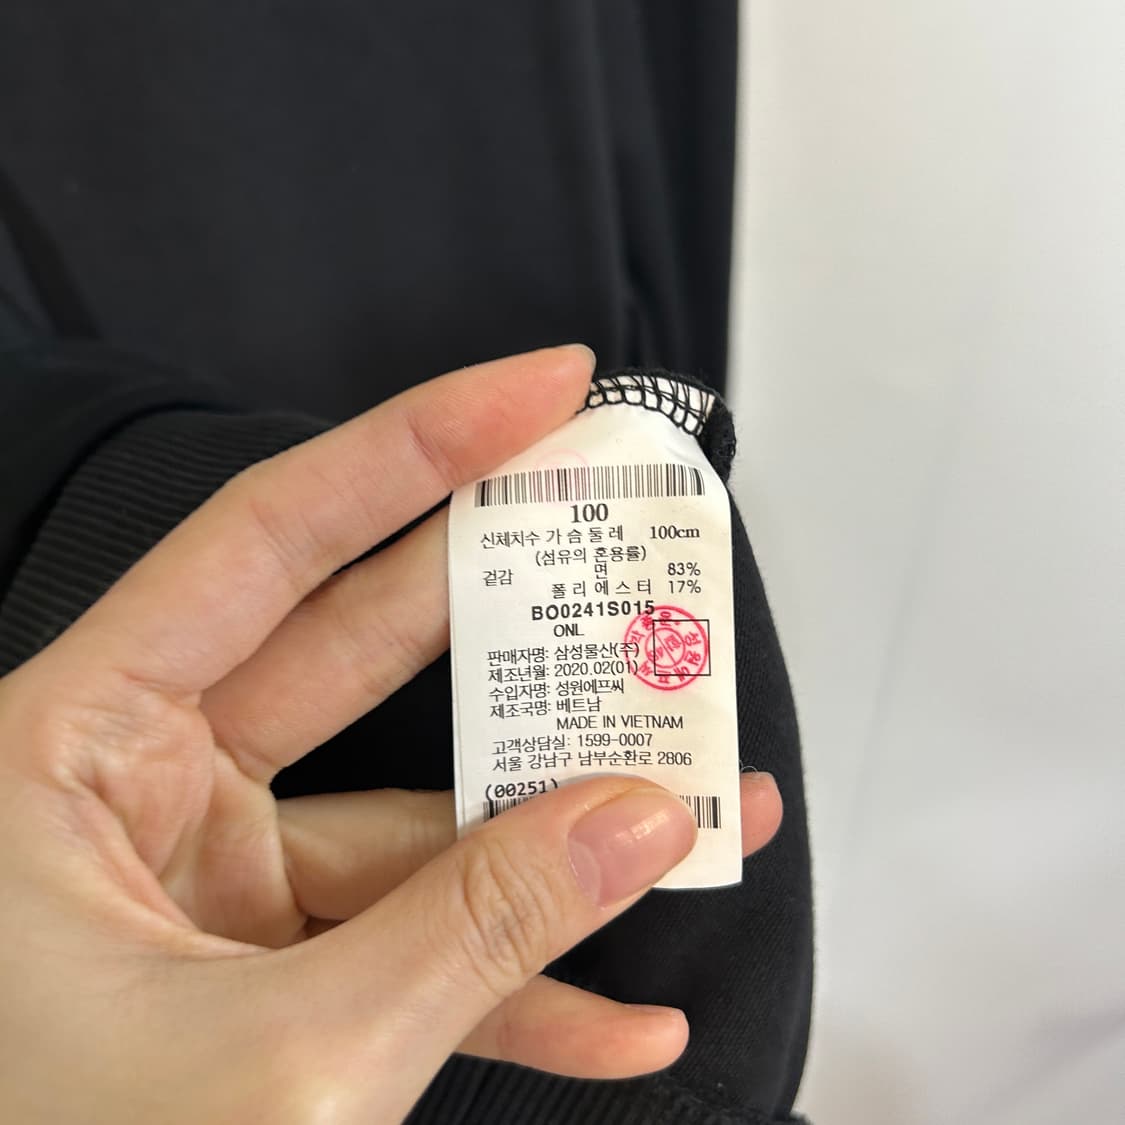 100
신체치수 가 슴 둘 레 100cm
(섬유의 혼용률)
겉감 면 83%
폴 리 에 스 터 17%
BO0241S015
ONL
판매자명: 삼성물산(주)
제조년월: 2020.02(01)
수입자명: 성원에프씨
제조국명: 베트남
MADE IN VIETNAM
고객상담실: 1599-0007
서울 강남구 남부순환로 2806
(00251)